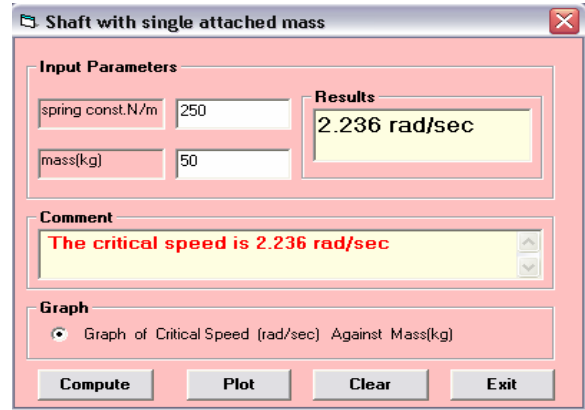 Shaft with single attached mass
Input Parameters
spring const.N/m 250
mass(kg) 50
Results
2.236 rad/sec
Comment
The critical speed is 2.236 rad/sec
Graph
Graph of Critical Speed (rad/sec) Against Mass(kg)
Compute Plot Clear Exit